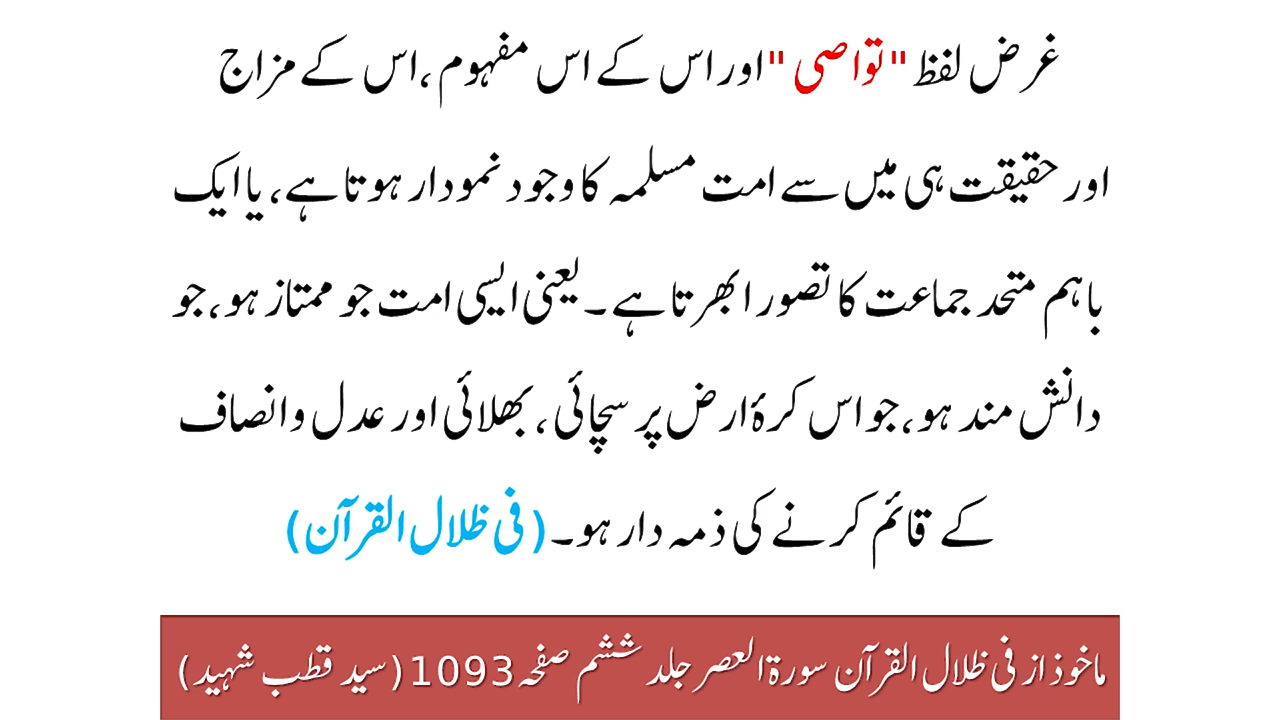 غرض لفظ "تواصی "اور اس کے اس مفہوم ،اس کے مزاج
اور حقیقت ہی میں سے امت مسلمہ کا وجود نمودار ہوتا ہے، یا ایک
باہم متحد جماعت کا تصور ابھرتا ہے ۔ یعنی ایسی امت جو ممتاز ہو، جو
دانش مند ہو، جو اس کرۂ ارض پر سچائی ، بھلائی اور عدل و انصاف
کے قائم کرنے کی ذمہ دار ہو ۔ (فی ظلال القرآن)
ماخوذ از فی ظلال القرآن سورۃ العصر جلد ششم صفحہ 1093 (سید قطب شہید)